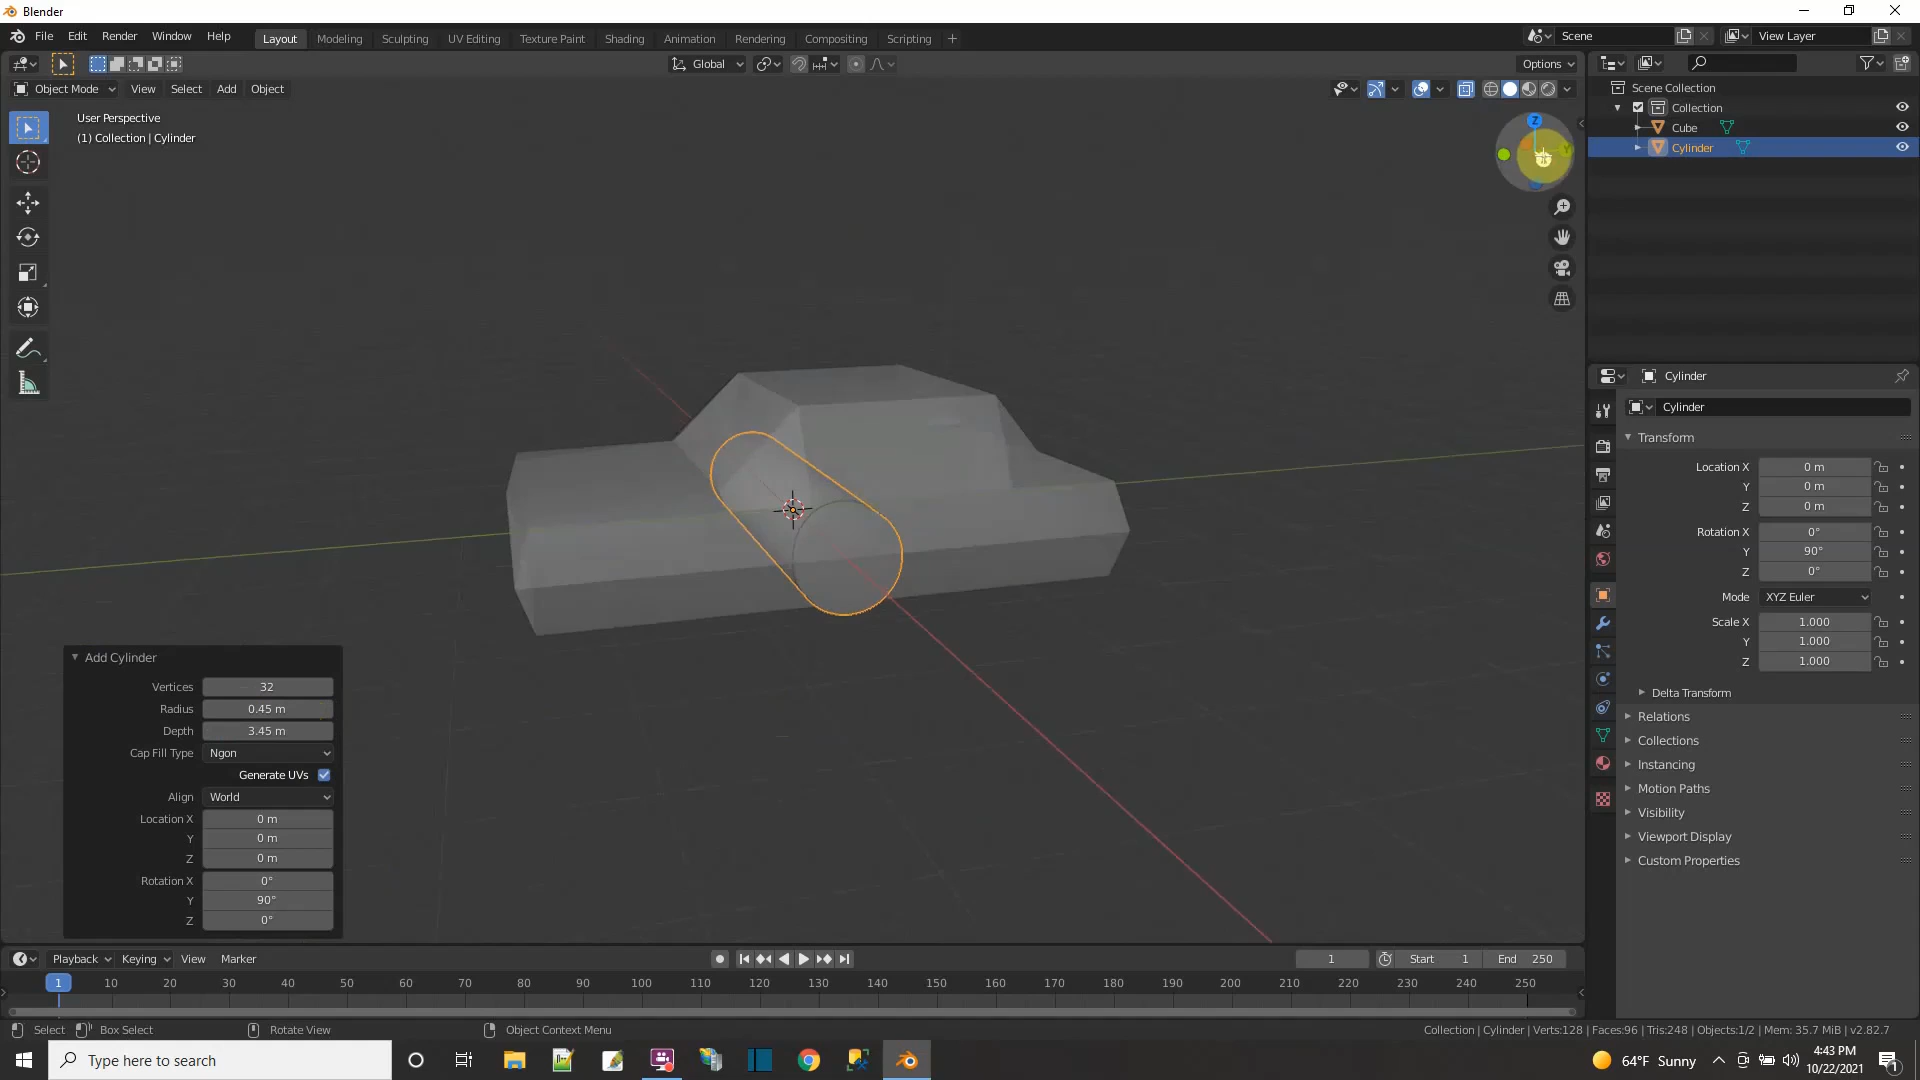 Blender
File Edit Render Window Help Layout Modeling Sculpting UV Editing Texture Paint Shading Animation Rendering Compositing Scripting + Scene View Layer
Global Options
Object Mode View Select Add Object
User Perspective
(1) Collection | Cylinder
Z
Y
Scene Collection
Collection
Cube
Cylinder
Cylinder
Cylinder
Transform
Location X 0 m
Y 0 m
Z 0 m
Rotation X 0°
Y 90°
Z 0°
Mode XYZ Euler
Scale X 1.000
Y 1.000
Z 1.000
Delta Transform
Relations
Collections
Instancing
Motion Paths
Visibility
Viewport Display
Custom Properties
Add Cylinder
Vertices 32
Radius 0.45 m
Depth 3.45 m
Cap Fill Type Ngon
Generate UVs
Align World
Location X 0 m
Y 0 m
Z 0 m
Rotation X 0°
Y 90°
Z 0°
Playback Keying View Marker 1 Start 1 End 250
1 10 20 30 40 50 60 70 80 90 100 110 120 130 140 150 160 170 180 190 200 210 220 230 240 250
Select Box Select Rotate View Object Context Menu Collection | Cylinder | Verts:128 | Faces:96 | Tris:248 | Objects:1/2 | Mem: 35.7 MiB | v2.82.7
Type here to search 64°F Sunny 4:43 PM
10/22/2021
1